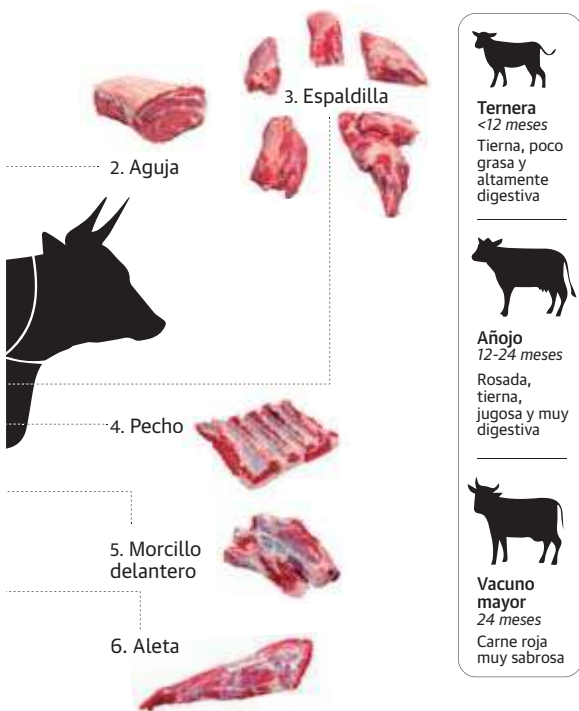 3. Espaldilla
2. Aguja
4. Pecho
5. Morcillo
delantero
6. Aleta
Ternera
<12 meses
Tierna, poco
grasa y
altamente
digestiva
Añojo
12-24 meses
Rosada,
tierna,
jugosa y muy
digestiva
Vacuno
mayor
24 meses
Carne roja
muy sabrosa